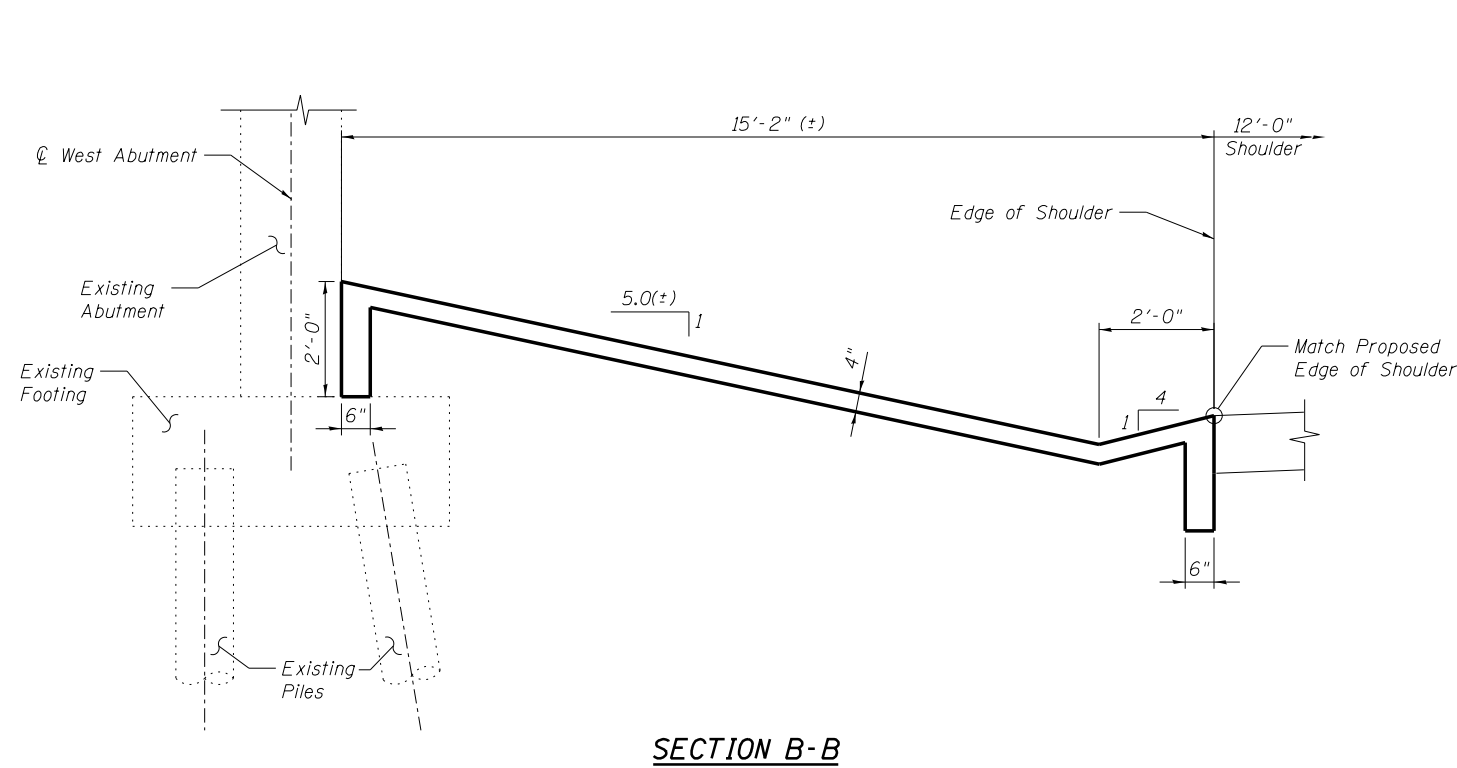 15'-2" (±)
12'-0"
Shoulder
℄ West Abutment
Edge of Shoulder
Existing
Abutment
5.0(±)
1
2'-0"
2'-0"
Match Proposed
Edge of Shoulder
4"
Existing
Footing
4
1
6"
6"
Existing
Piles
SECTION B-B